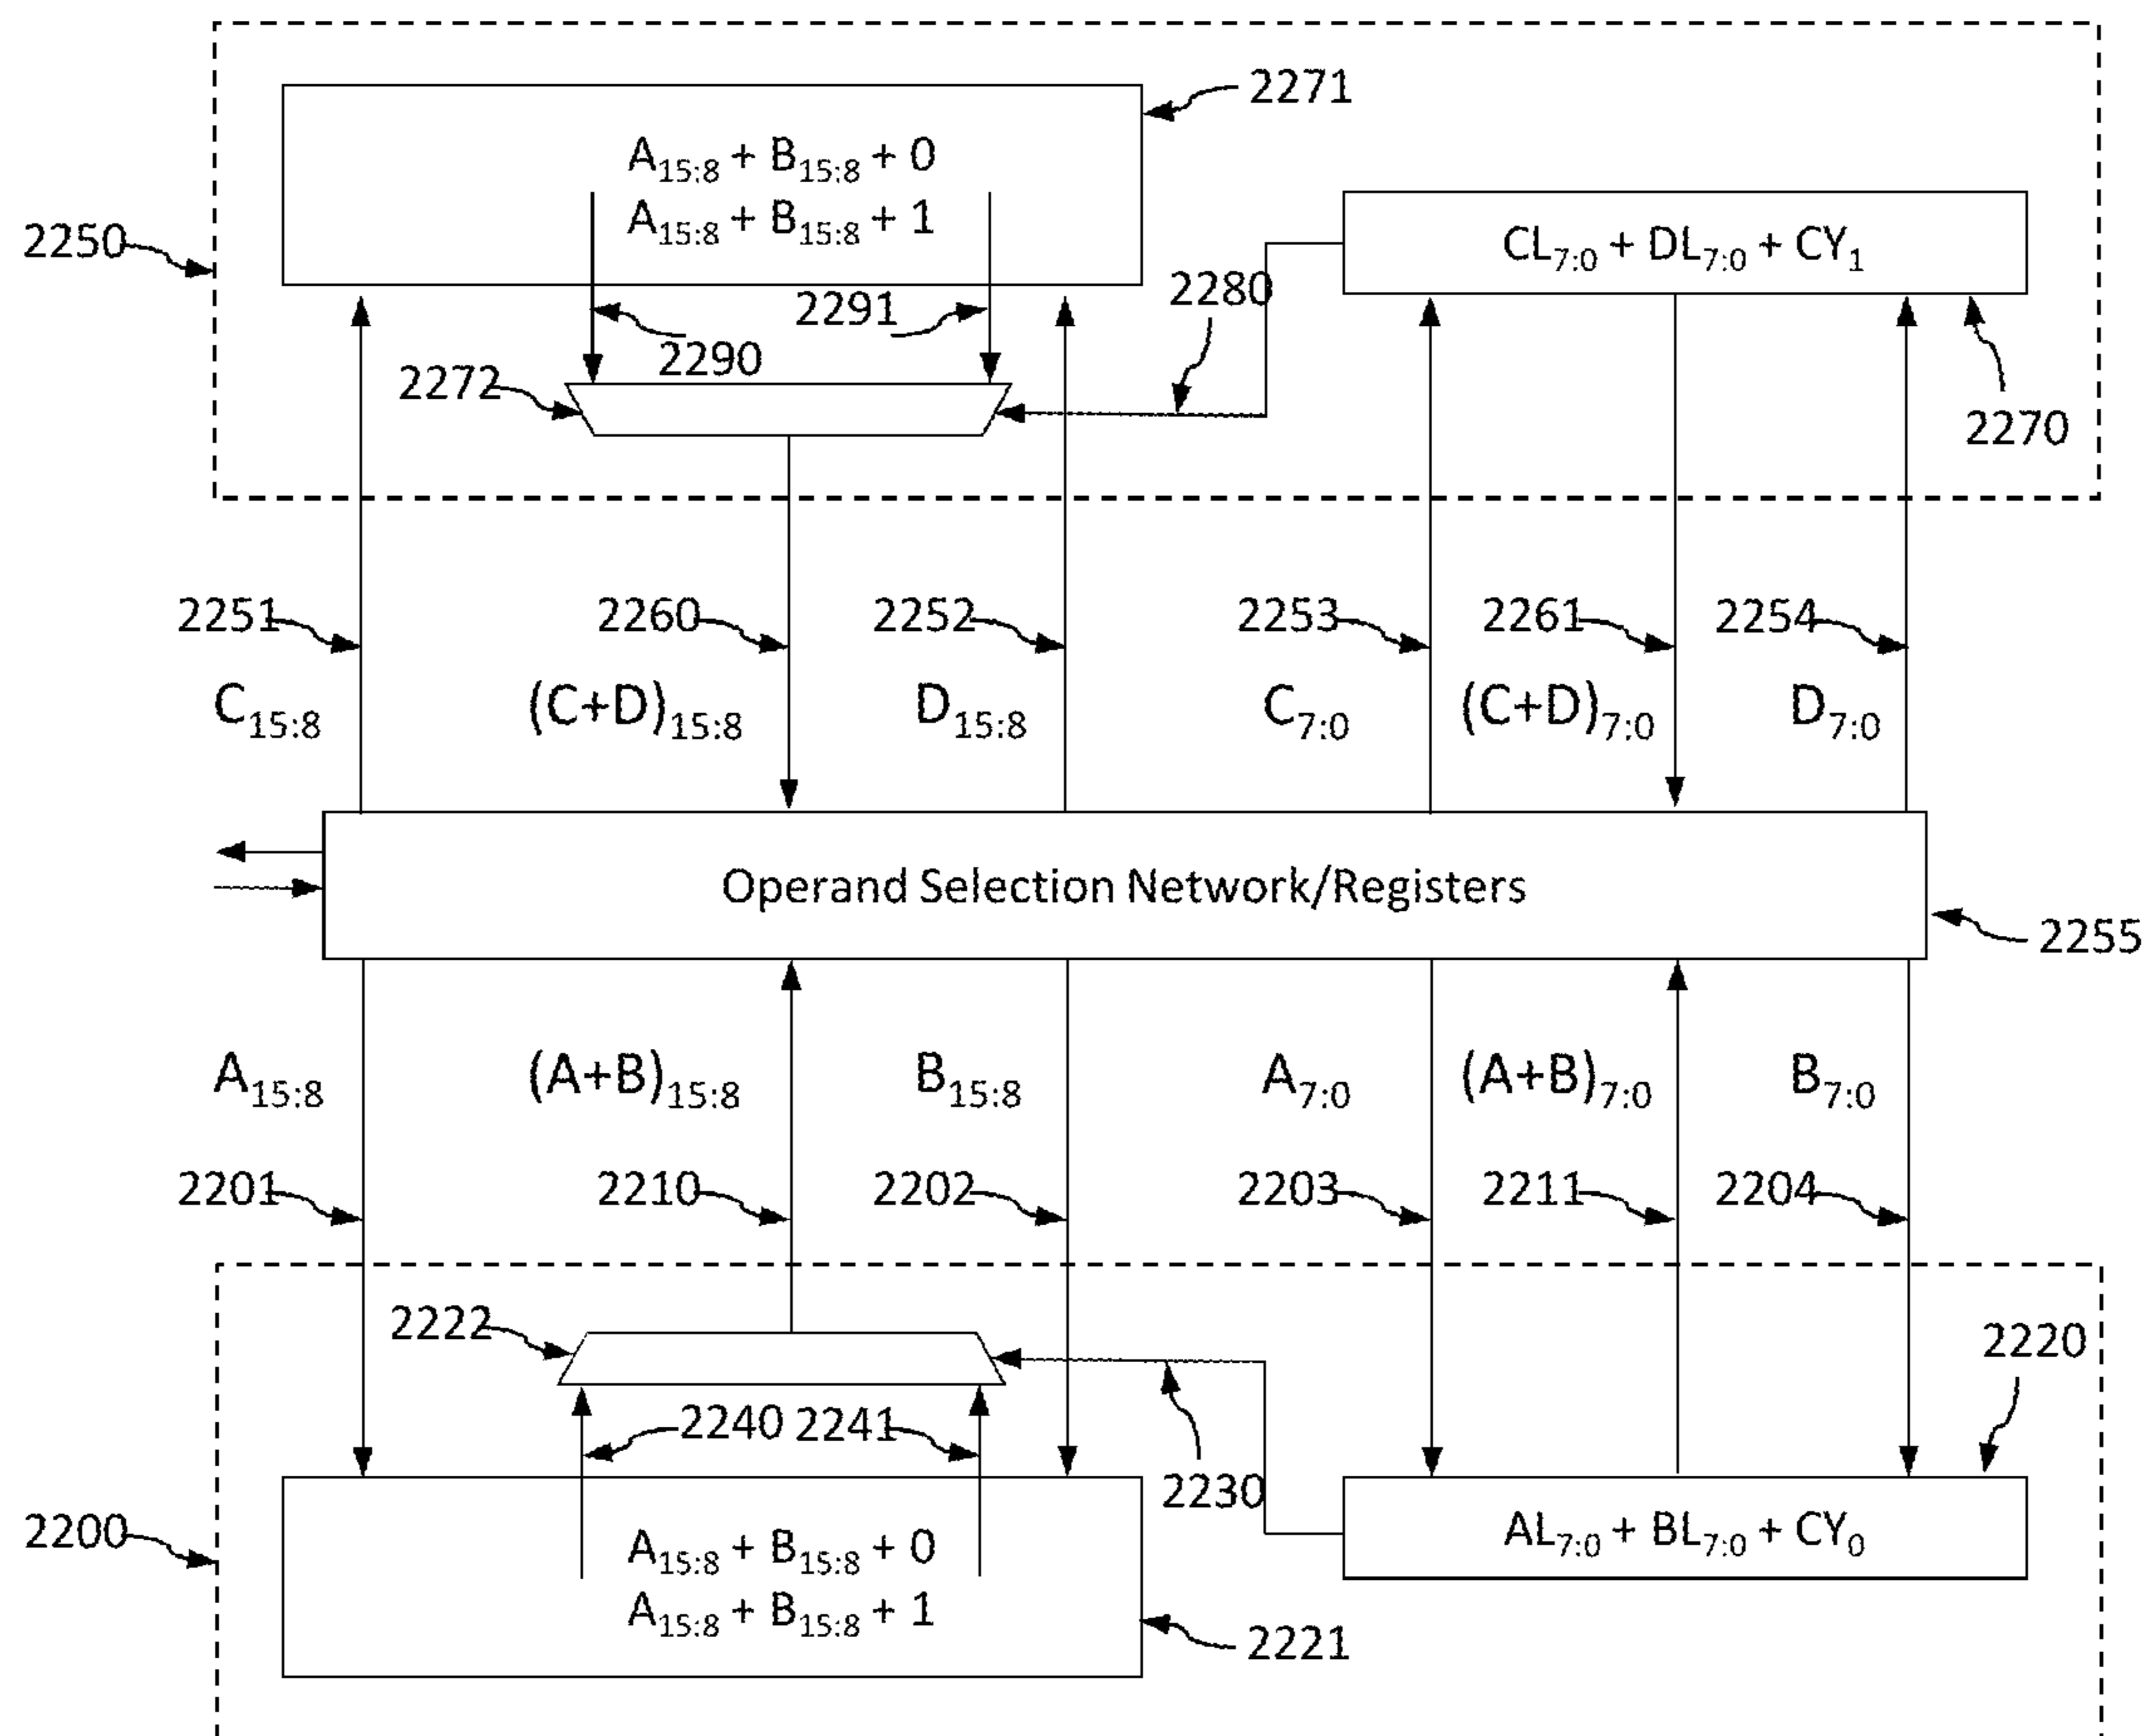 2271
A15:8 + B15:8 + 0
A15:8 + B15:8 + 1
2250
CL7:0 + DL7:0 + CY1
2280
2291
2290
2272
2270
2251 2260 2252 2253 2261 2254
C15:8 (C+D)15:8 D15:8 C7:0 (C+D)7:0 D7:0
Operand Selection Network/Registers
2255
A15:8 (A+B)15:8 B15:8 A7:0 (A+B)7:0 B7:0
2201 2210 2202 2203 2211 2204
2222
2220
2240 2241
2230
2200
A15:8 + B15:8 + 0
A15:8 + B15:8 + 1
AL7:0 + BL7:0 + CY0
2221